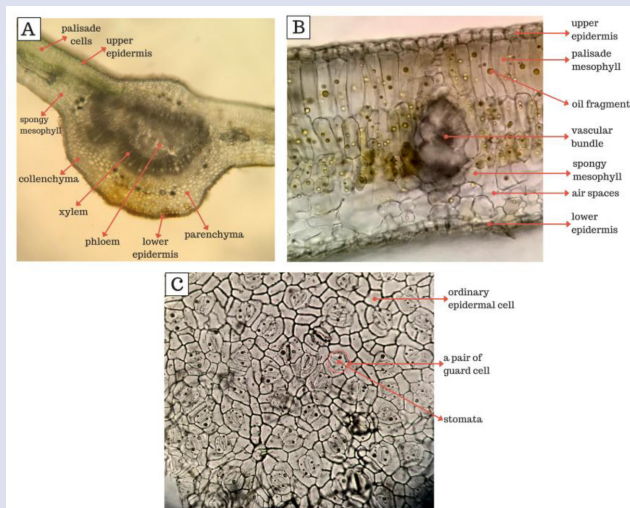 A
palisade
cells
upper
epidermis
spongy
mesophyll
collenchyma
xylem
phloem
lower
epidermis
parenchyma
B
upper
epidermis
palisade
mesophyll
oil fragment
vascular
bundle
spongy
mesophyll
air spaces
lower
epidermis
C
ordinary
epidermal cell
a pair of
guard cell
stomata